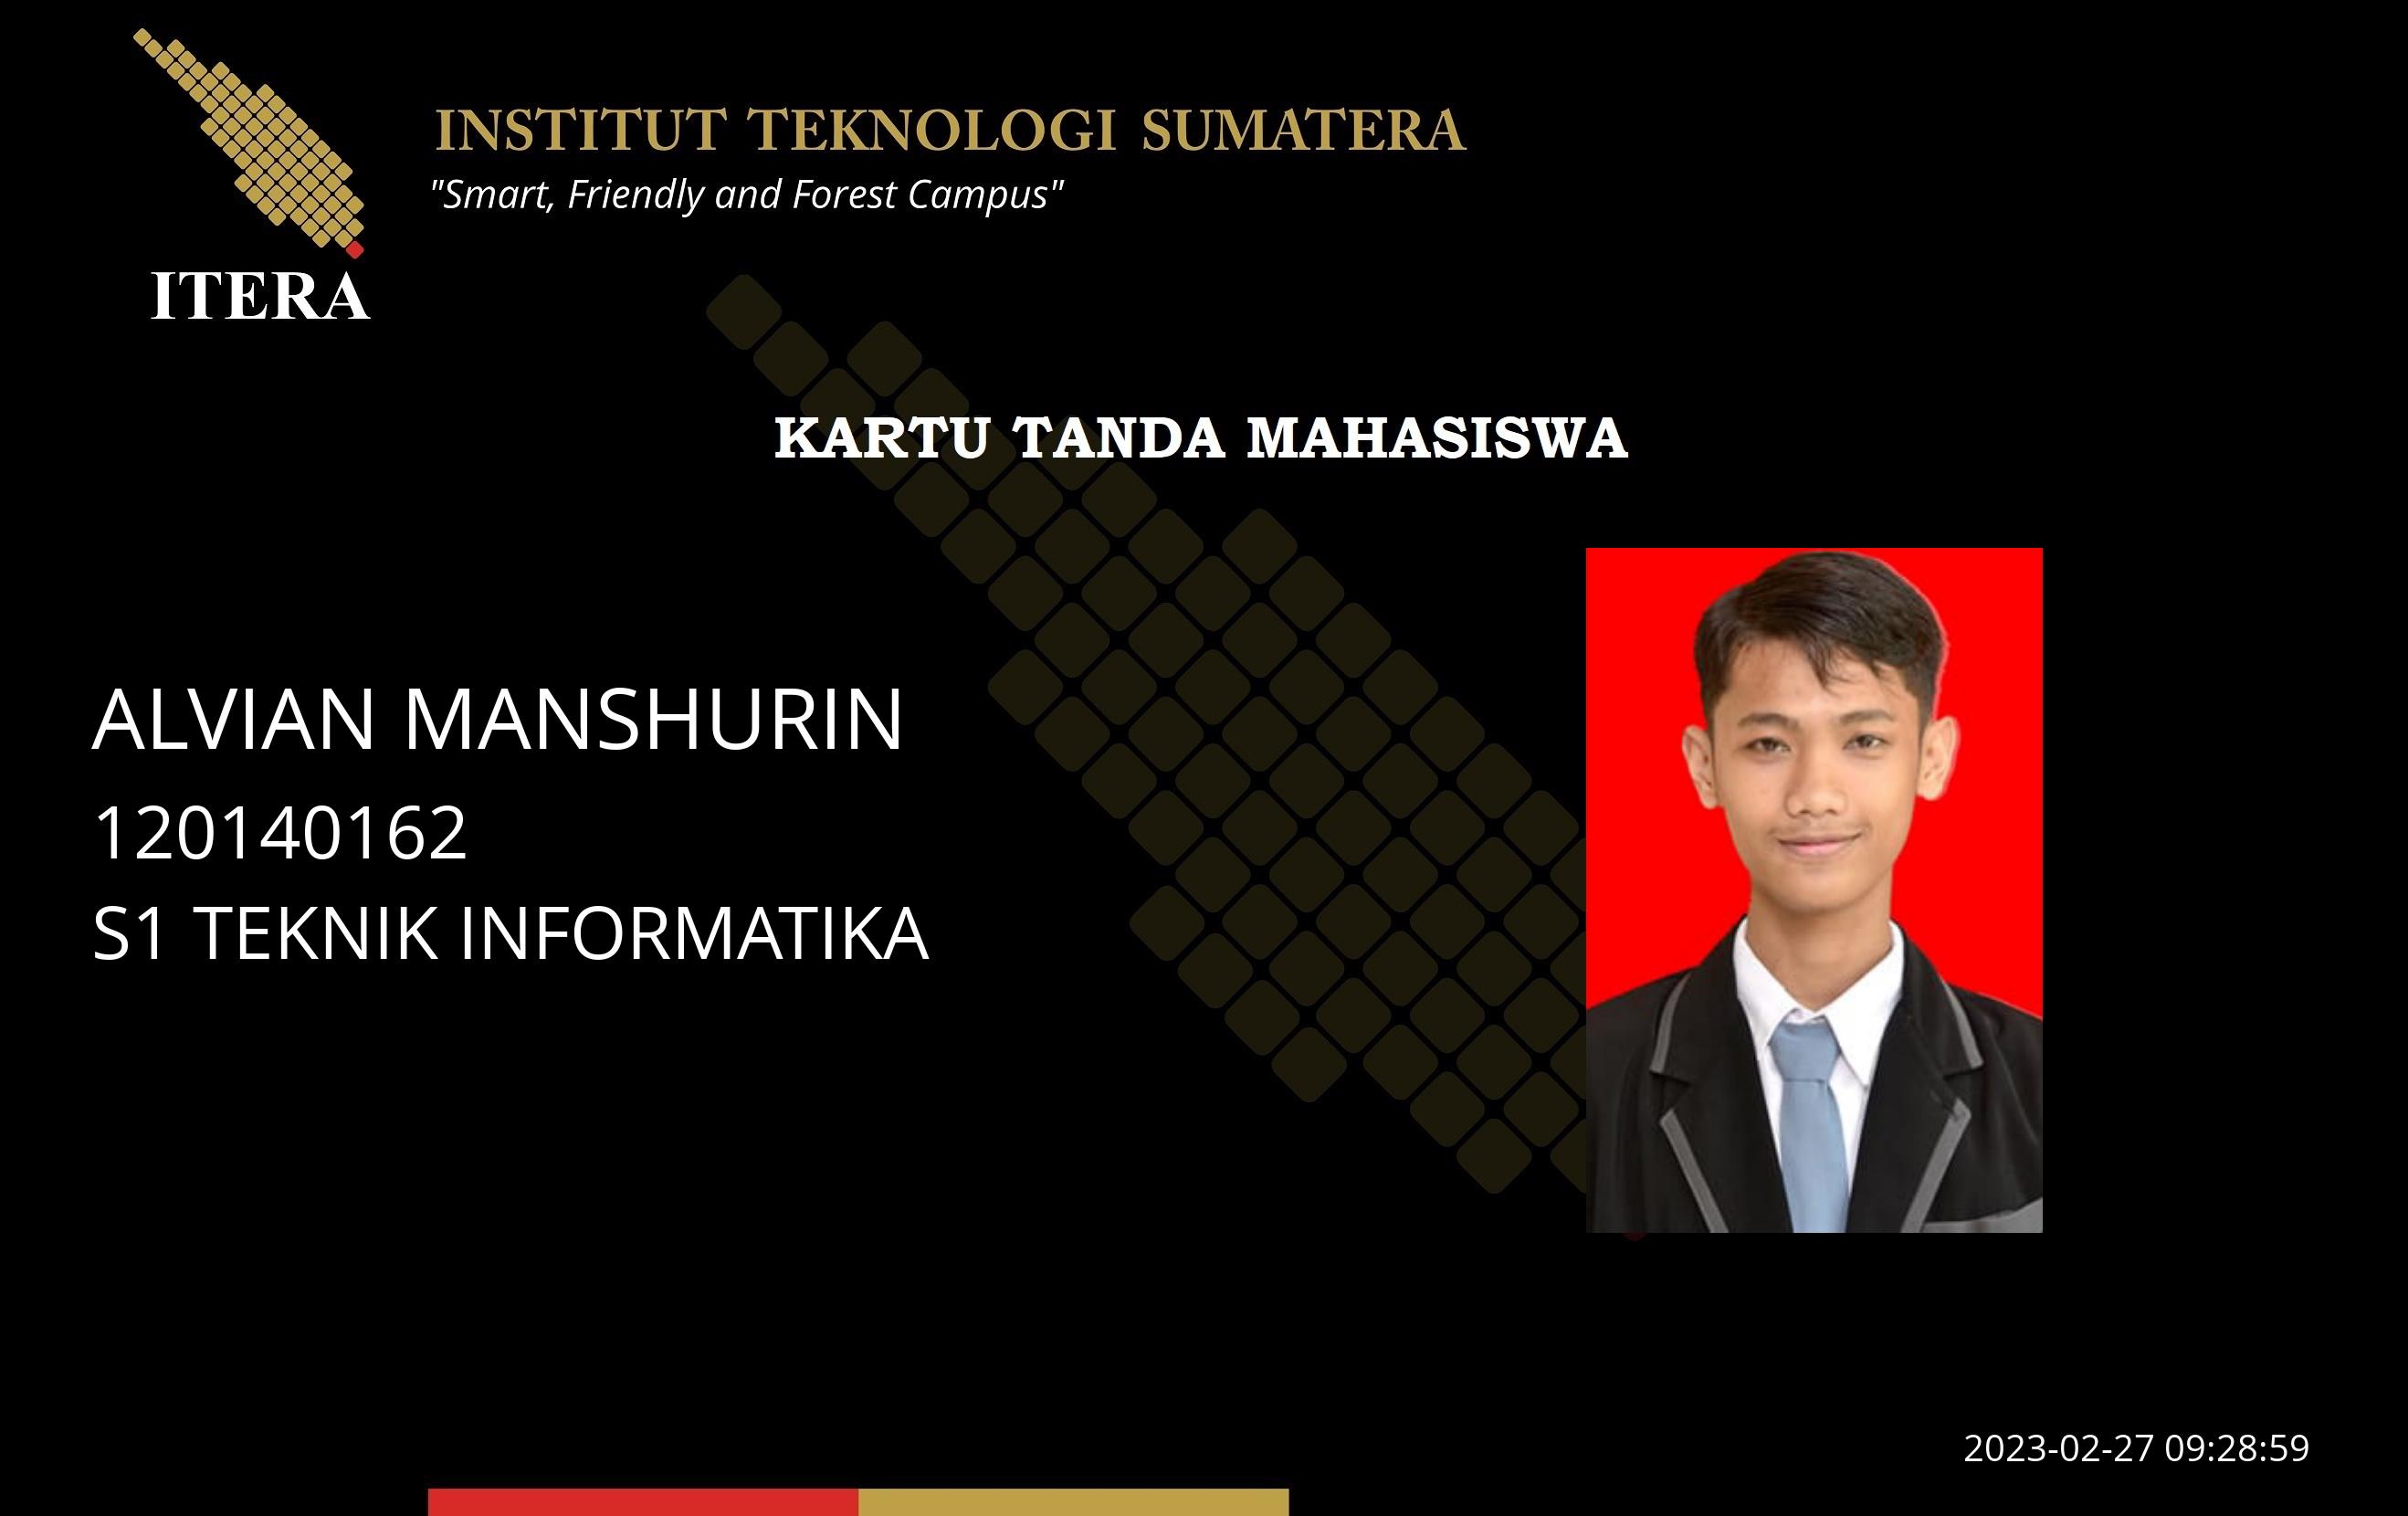 INSTITUT TEKNOLOGI SUMATERA
"Smart, Friendly and Forest Campus"
ITERA
KARTU TANDA MAHASISWA
ALVIAN MANSHURIN
120140162
S1 TEKNIK INFORMATIKA
2023-02-27 09:28:59